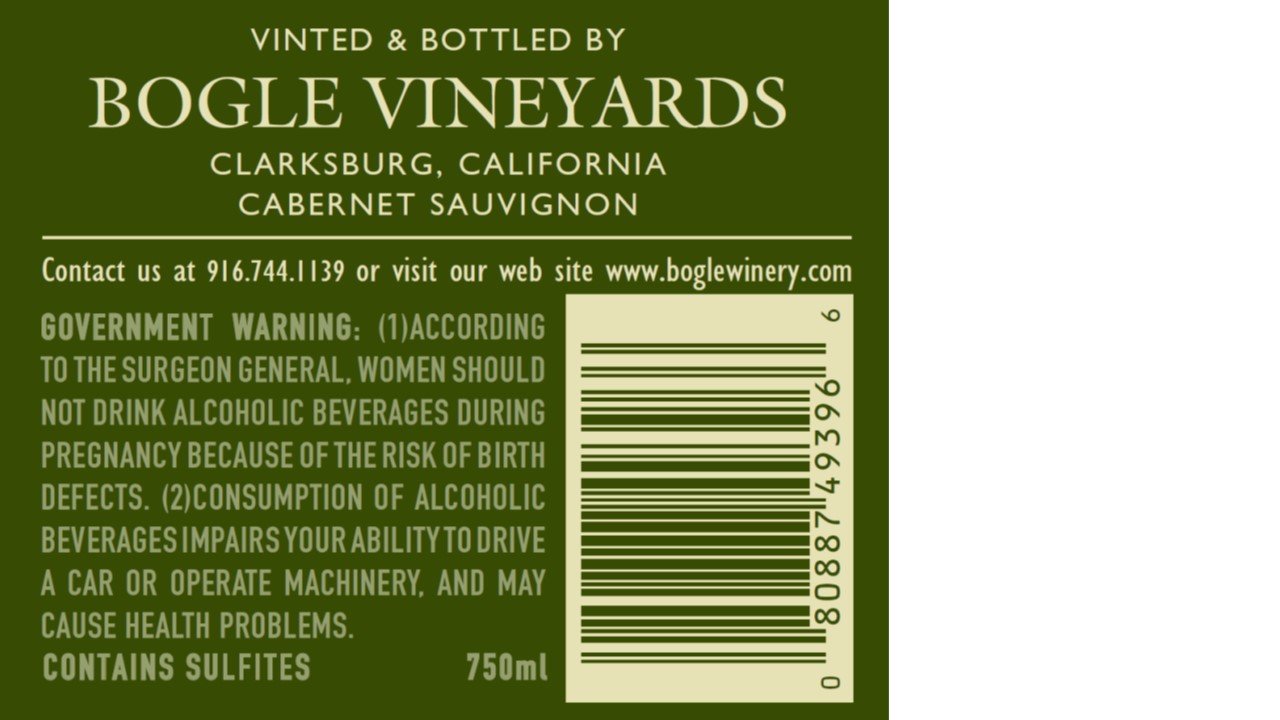 VINTED & BOTTLED BY
BOGLE VINEYARDS
CLARKSBURG, CALIFORNIA
CABERNET SAUVIGNON
Contact us at 916.744.1139 or visit our web site www.boglewinery.com
GOVERNMENT WARNING: (1)ACCORDING
TO THE SURGEON GENERAL, WOMEN SHOULD
NOT DRINK ALCOHOLIC BEVERAGES DURING
PREGNANCY BECAUSE OF THE RISK OF BIRTH
DEFECTS. (2)CONSUMPTION OF ALCOHOLIC
BEVERAGES IMPAIRS YOUR ABILITY TO DRIVE
A CAR OR OPERATE MACHINERY, AND MAY
CAUSE HEALTH PROBLEMS.
CONTAINS SULFITES 750ml
0 80887 49396 6